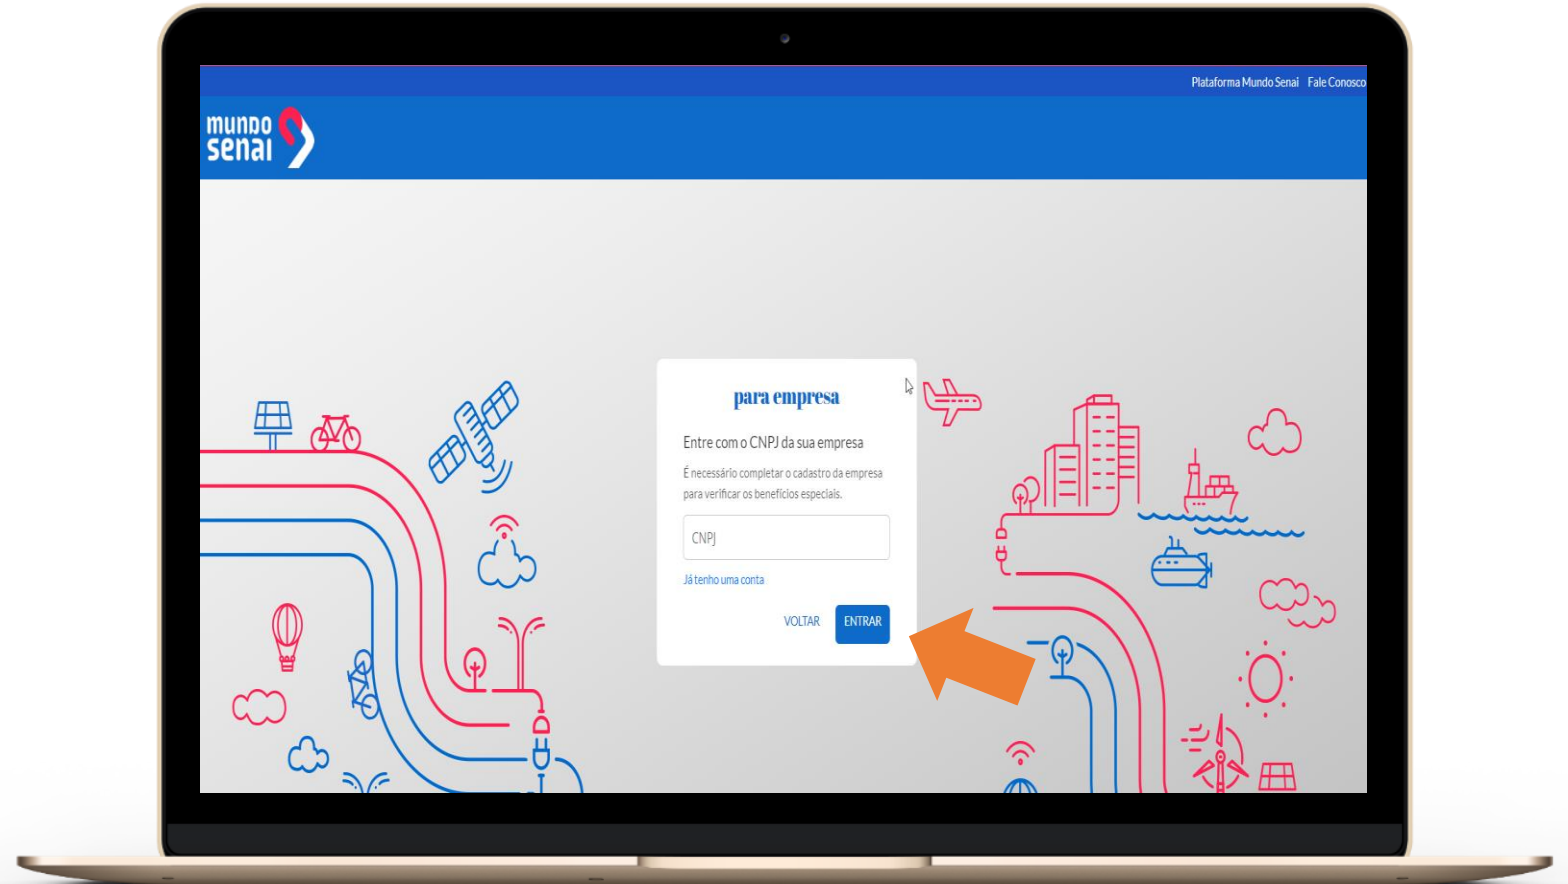 Plataforma Mundo Senai Fale Conosco
mundo
senai
para empresa
Entre com o CNPJ da sua empresa
É necessário completar o cadastro da empresa
para verificar os benefícios especiais.
CNPJ
Já tenho uma conta
VOLTAR ENTRAR